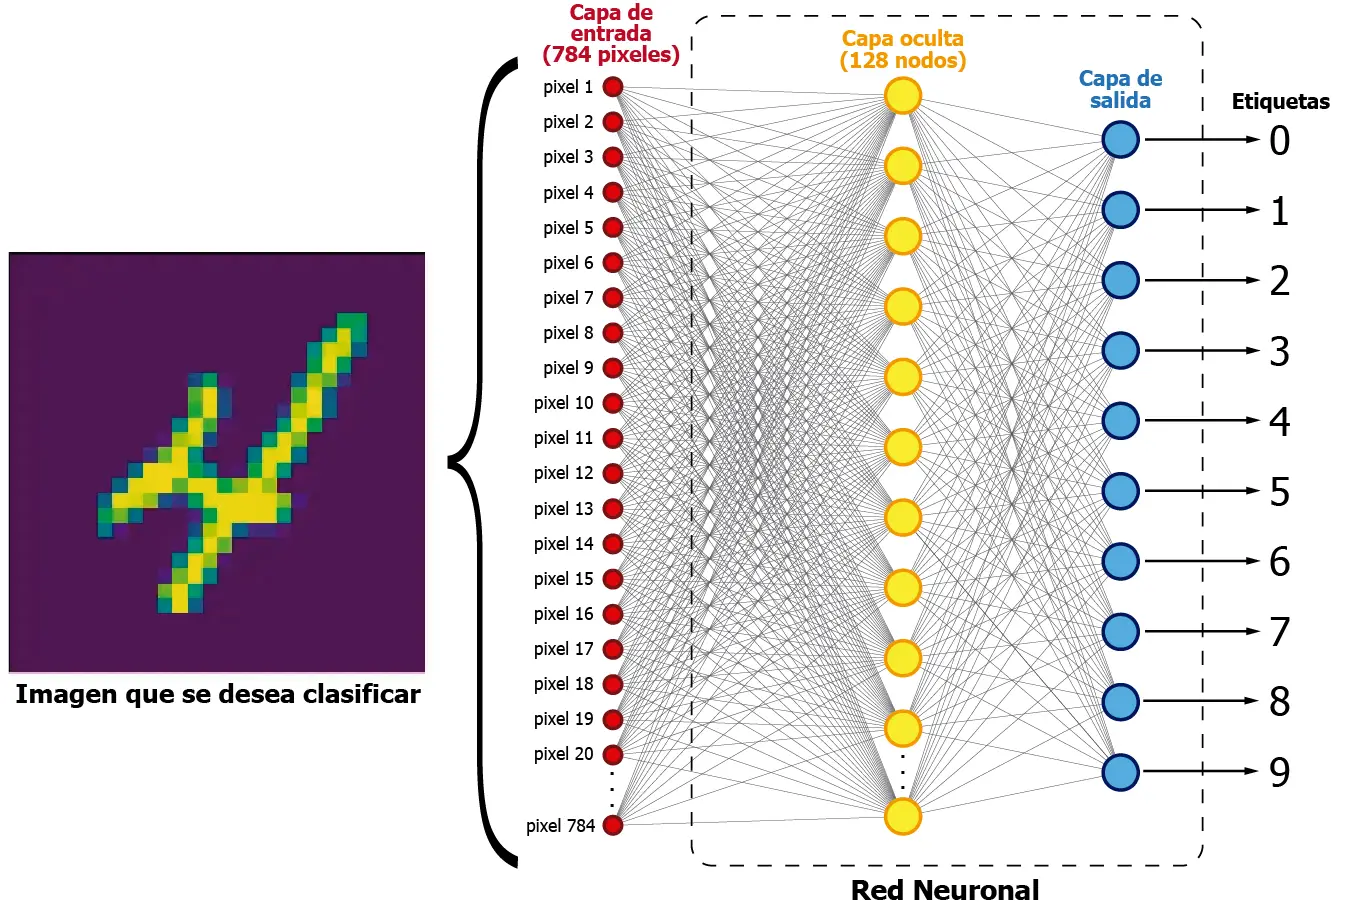 Capa de
entrada
(784 pixeles)
Capa oculta
(128 nodos)
Capa de
salida
Etiquetas
pixel 1
pixel 2
pixel 3
pixel 4
pixel 5
pixel 6
pixel 7
pixel 8
pixel 9
pixel 10
pixel 11
pixel 12
pixel 13
pixel 14
pixel 15
pixel 16
pixel 17
pixel 18
pixel 19
pixel 20
pixel 784
0
1
2
3
4
5
6
7
8
9
Imagen que se desea clasificar
Red Neuronal